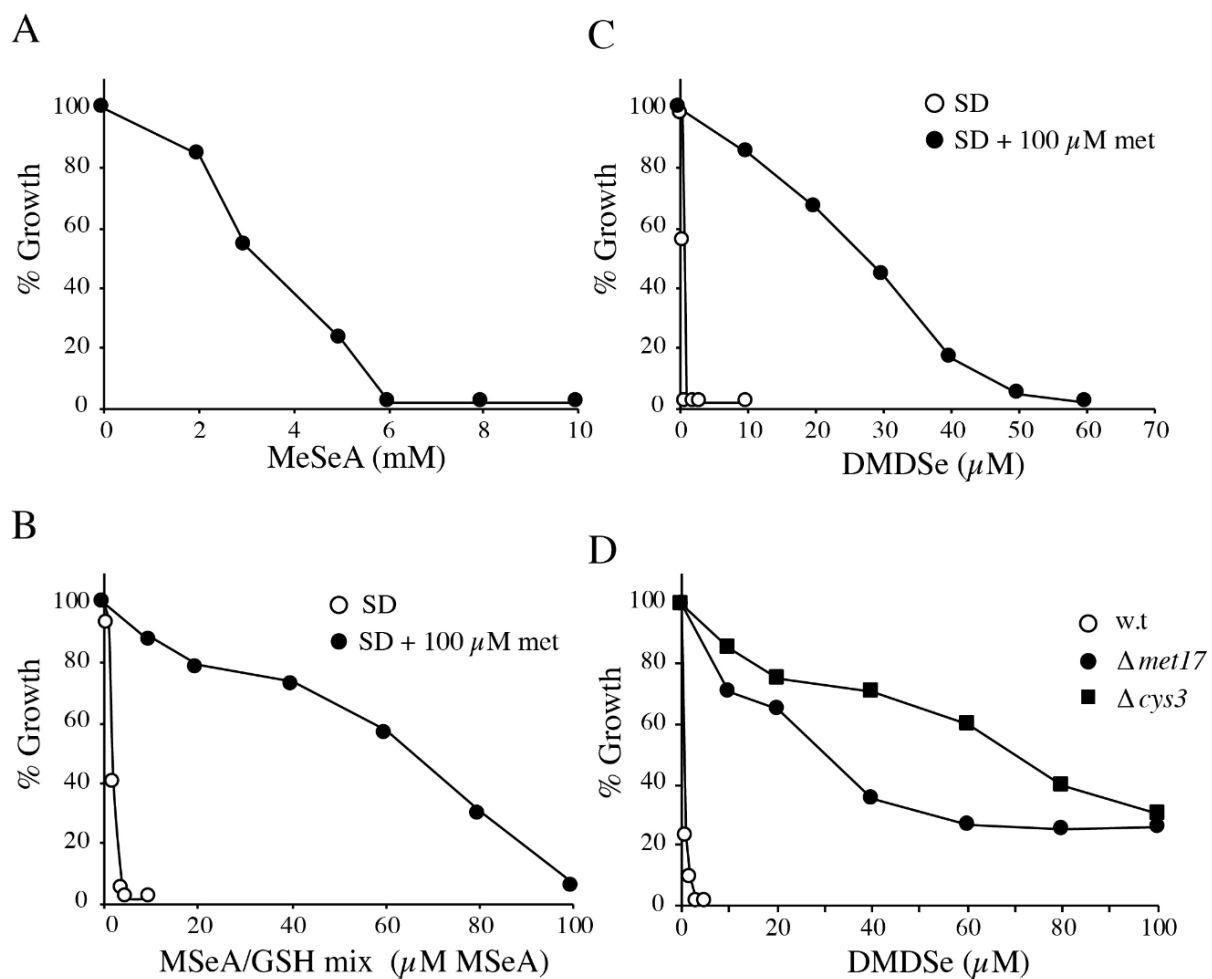 A
100
80
60
40
20
0
% Growth
0 2 4 6 8 10
MeSeA (mM)
B
100
80
60
40
20
0
% Growth
SD
SD + 100 µM met
0 20 40 60 80 100
MSeA/GSH mix (µM MSeA)
C
100
80
60
40
20
0
% Growth
SD
SD + 100 µM met
0 10 20 30 40 50 60 70
DMDSe (µM)
D
100
80
60
40
20
0
% Growth
w.t
Δ met17
Δ cys3
0 20 40 60 80 100
DMDSe (µM)